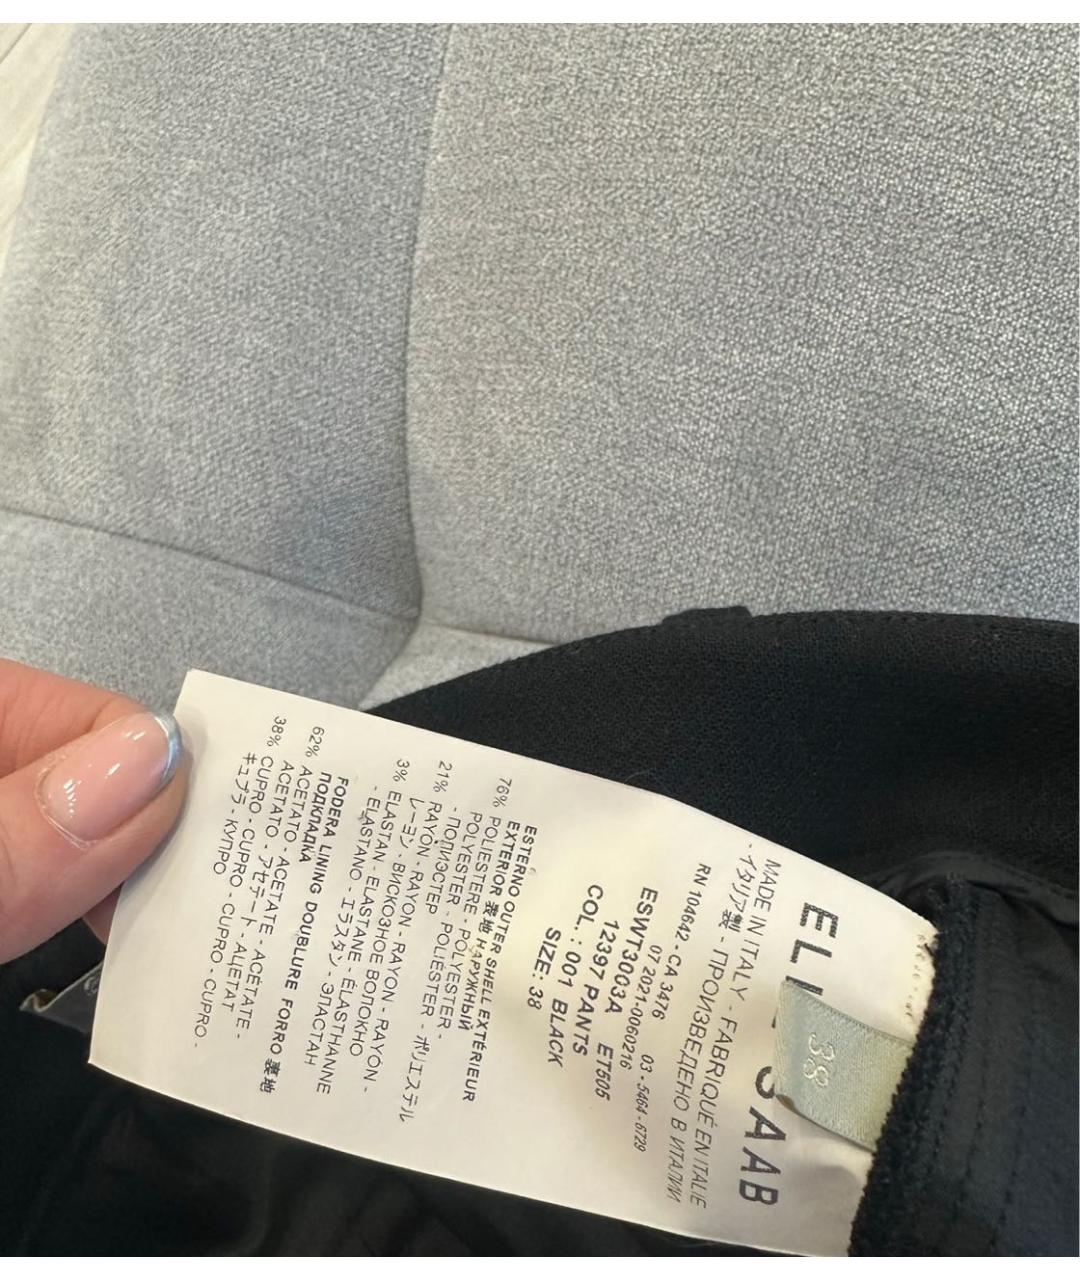 ELI SAAB
38
MADE IN ITALY - FABRIQUÉ EN ITALIE
- イタリア製 - ПРОИЗВЕДЕНО В ИТАЛИИ
RN 104642 - CA 3476
07 2021-0060216 03 - 5464 - 6729
ESWT3003A ET505
12397 PANTS
COL. : 001 BLACK
SIZE: 38
ESTERNO OUTER SHELL EXTÉRIEUR
EXTERIOR 表地 НАРУЖНЫЙ
76% POLIESTERE - POLYESTER -
POLYESTER - POLIÉSTER - ポリエステル
- ПОЛИЭСТЕР
21% RAYON - RAYON - RAYON - RAYÓN -
レーヨン - ВИСКОЗНОЕ ВОЛОКНО
3% ELASTAN - ELASTANE - ÉLASTHANNE
- ELASTANO - エラスタン - ЭЛАСТАН
FODERA LINING DOUBLURE FORRO 裏地
ПОДКЛАДКА
62% ACETATO - ACETATE - ACÉTATE -
ACETATO - アセテート - АЦЕТАТ
38% CUPRO - CUPRO - CUPRO - CUPRO -
キュプラ - КУПРО